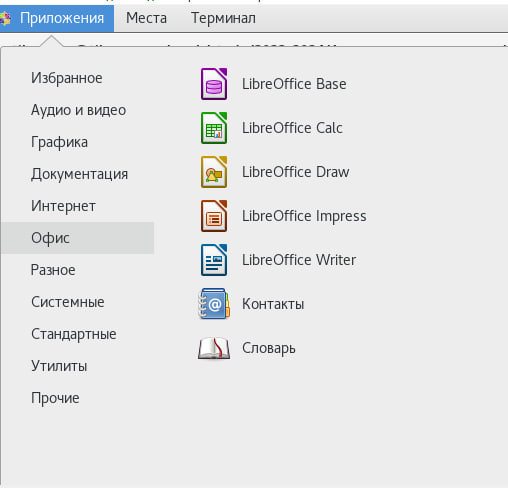 Приложения Места Терминал
Избранное
Аудио и видео
Графика
Документация
Интернет
Офис
Разное
Системные
Стандартные
Утилиты
Прочие
LibreOffice Base
LibreOffice Calc
LibreOffice Draw
LibreOffice Impress
LibreOffice Writer
Контакты
Словарь